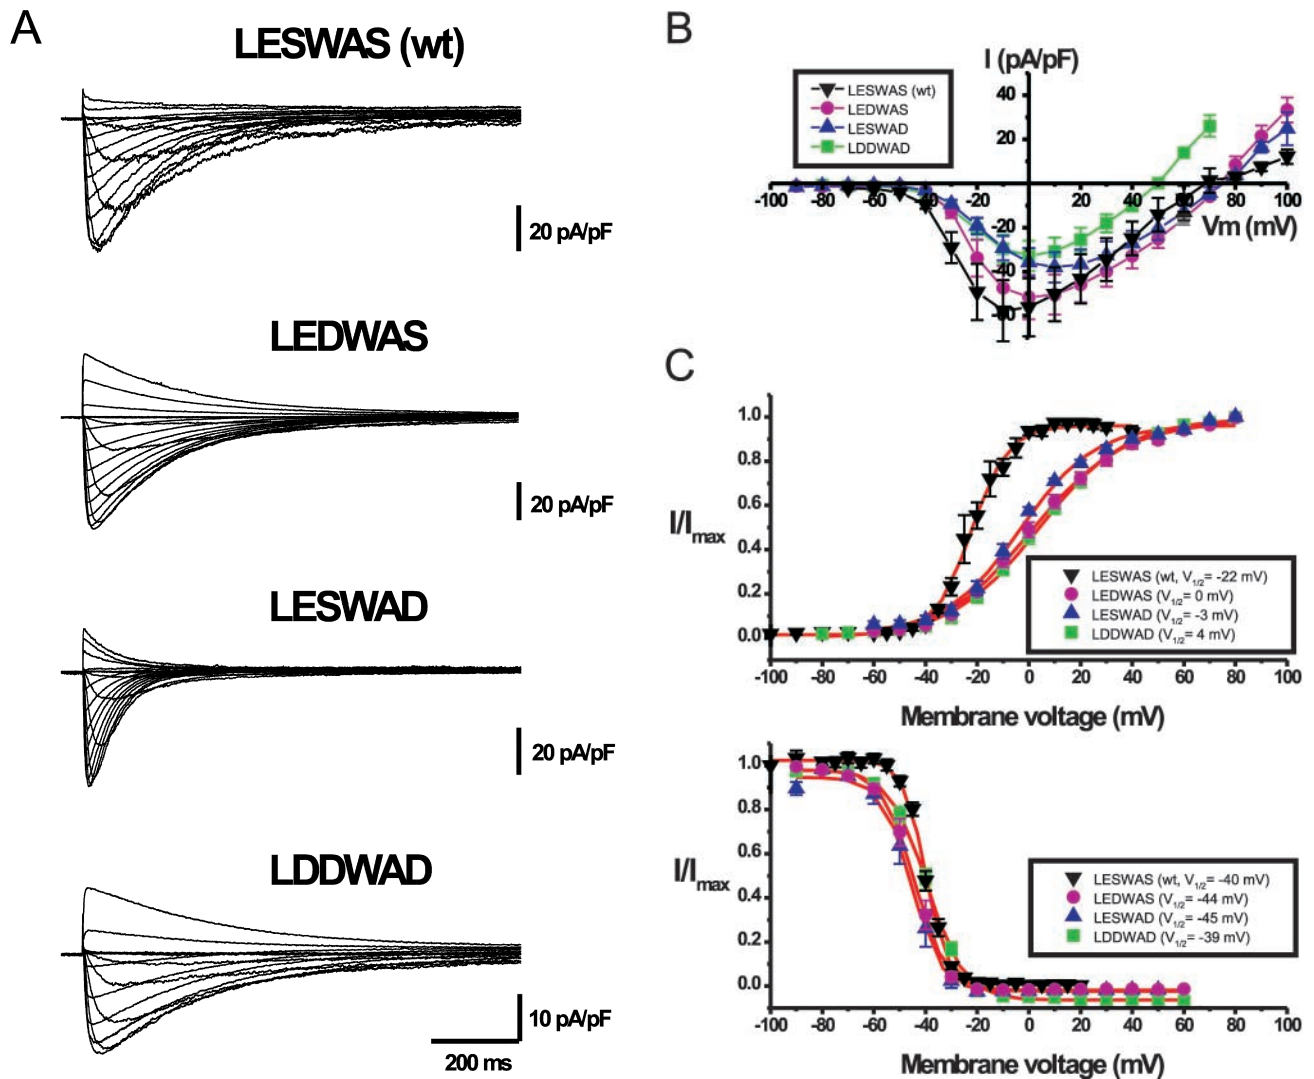 A
LESWAS (wt)
20 pA/pF
LEDWAS
20 pA/pF
LESWAD
20 pA/pF
LDDWAD
10 pA/pF
200 ms
B
I (pA/pF)
LESWAS (wt)
LEDWAS
LESWAD
LDDWAD
40
20
-100 -80 -60 -40 -20 0 20 40 60 80 100
-20
-40
Vm (mV)
C
1.0
0.8
0.6
0.4
0.2
0.0
I/Imax
LESWAS (wt, V1/2= -22 mV)
LEDWAS (V1/2= 0 mV)
LESWAD (V1/2= -3 mV)
LDDWAD (V1/2= 4 mV)
-100 -80 -60 -40 -20 0 20 40 60 80 100
Membrane voltage (mV)
1.0
0.8
0.6
0.4
0.2
0.0
I/Imax
LESWAS (wt, V1/2= -40 mV)
LEDWAS (V1/2= -44 mV)
LESWAD (V1/2= -45 mV)
LDDWAD (V1/2= -39 mV)
-100 -80 -60 -40 -20 0 20 40 60 80 100
Membrane voltage (mV)